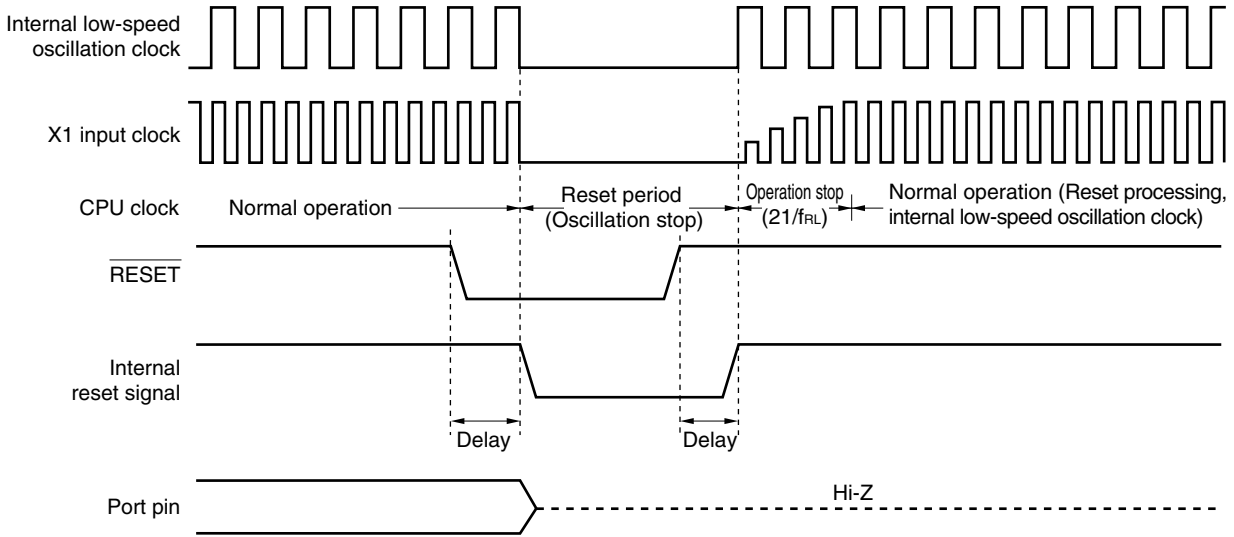 Internal low-speed
oscillation clock
X1 input clock
CPU clock
Normal operation
Reset period
(Oscillation stop)
Operation stop
(21/fRL)
Normal operation (Reset processing,
internal low-speed oscillation clock)
RESET
Internal
reset signal
Delay
Delay
Port pin
Hi-Z